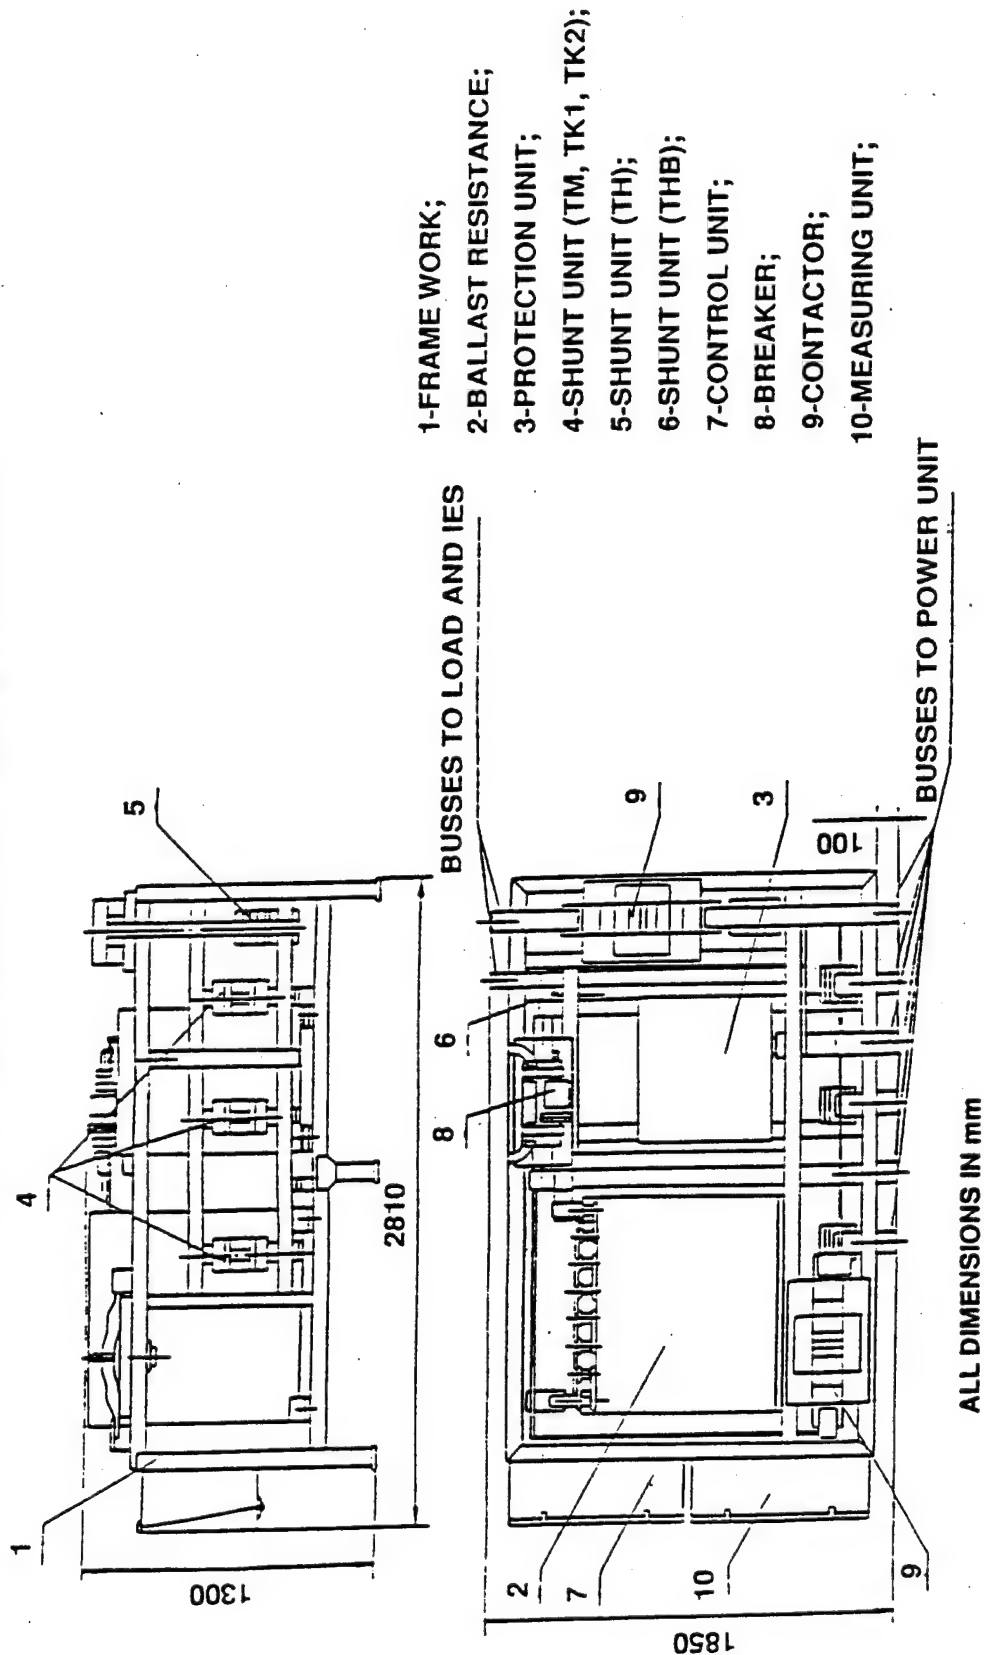 1
4
5
1300
2810
1-FRAME WORK;
2-BALLAST RESISTANCE;
3-PROTECTION UNIT;
4-SHUNT UNIT (TM, TK1, TK2);
5-SHUNT UNIT (TH);
6-SHUNT UNIT (THB);
7-CONTROL UNIT;
8-BREAKER;
9-CONTACTOR;
10-MEASURING UNIT;
BUSSES TO LOAD AND IES
8
6
9
3
2
7
10
9
1850
100
BUSSES TO POWER UNIT
ALL DIMENSIONS IN mm